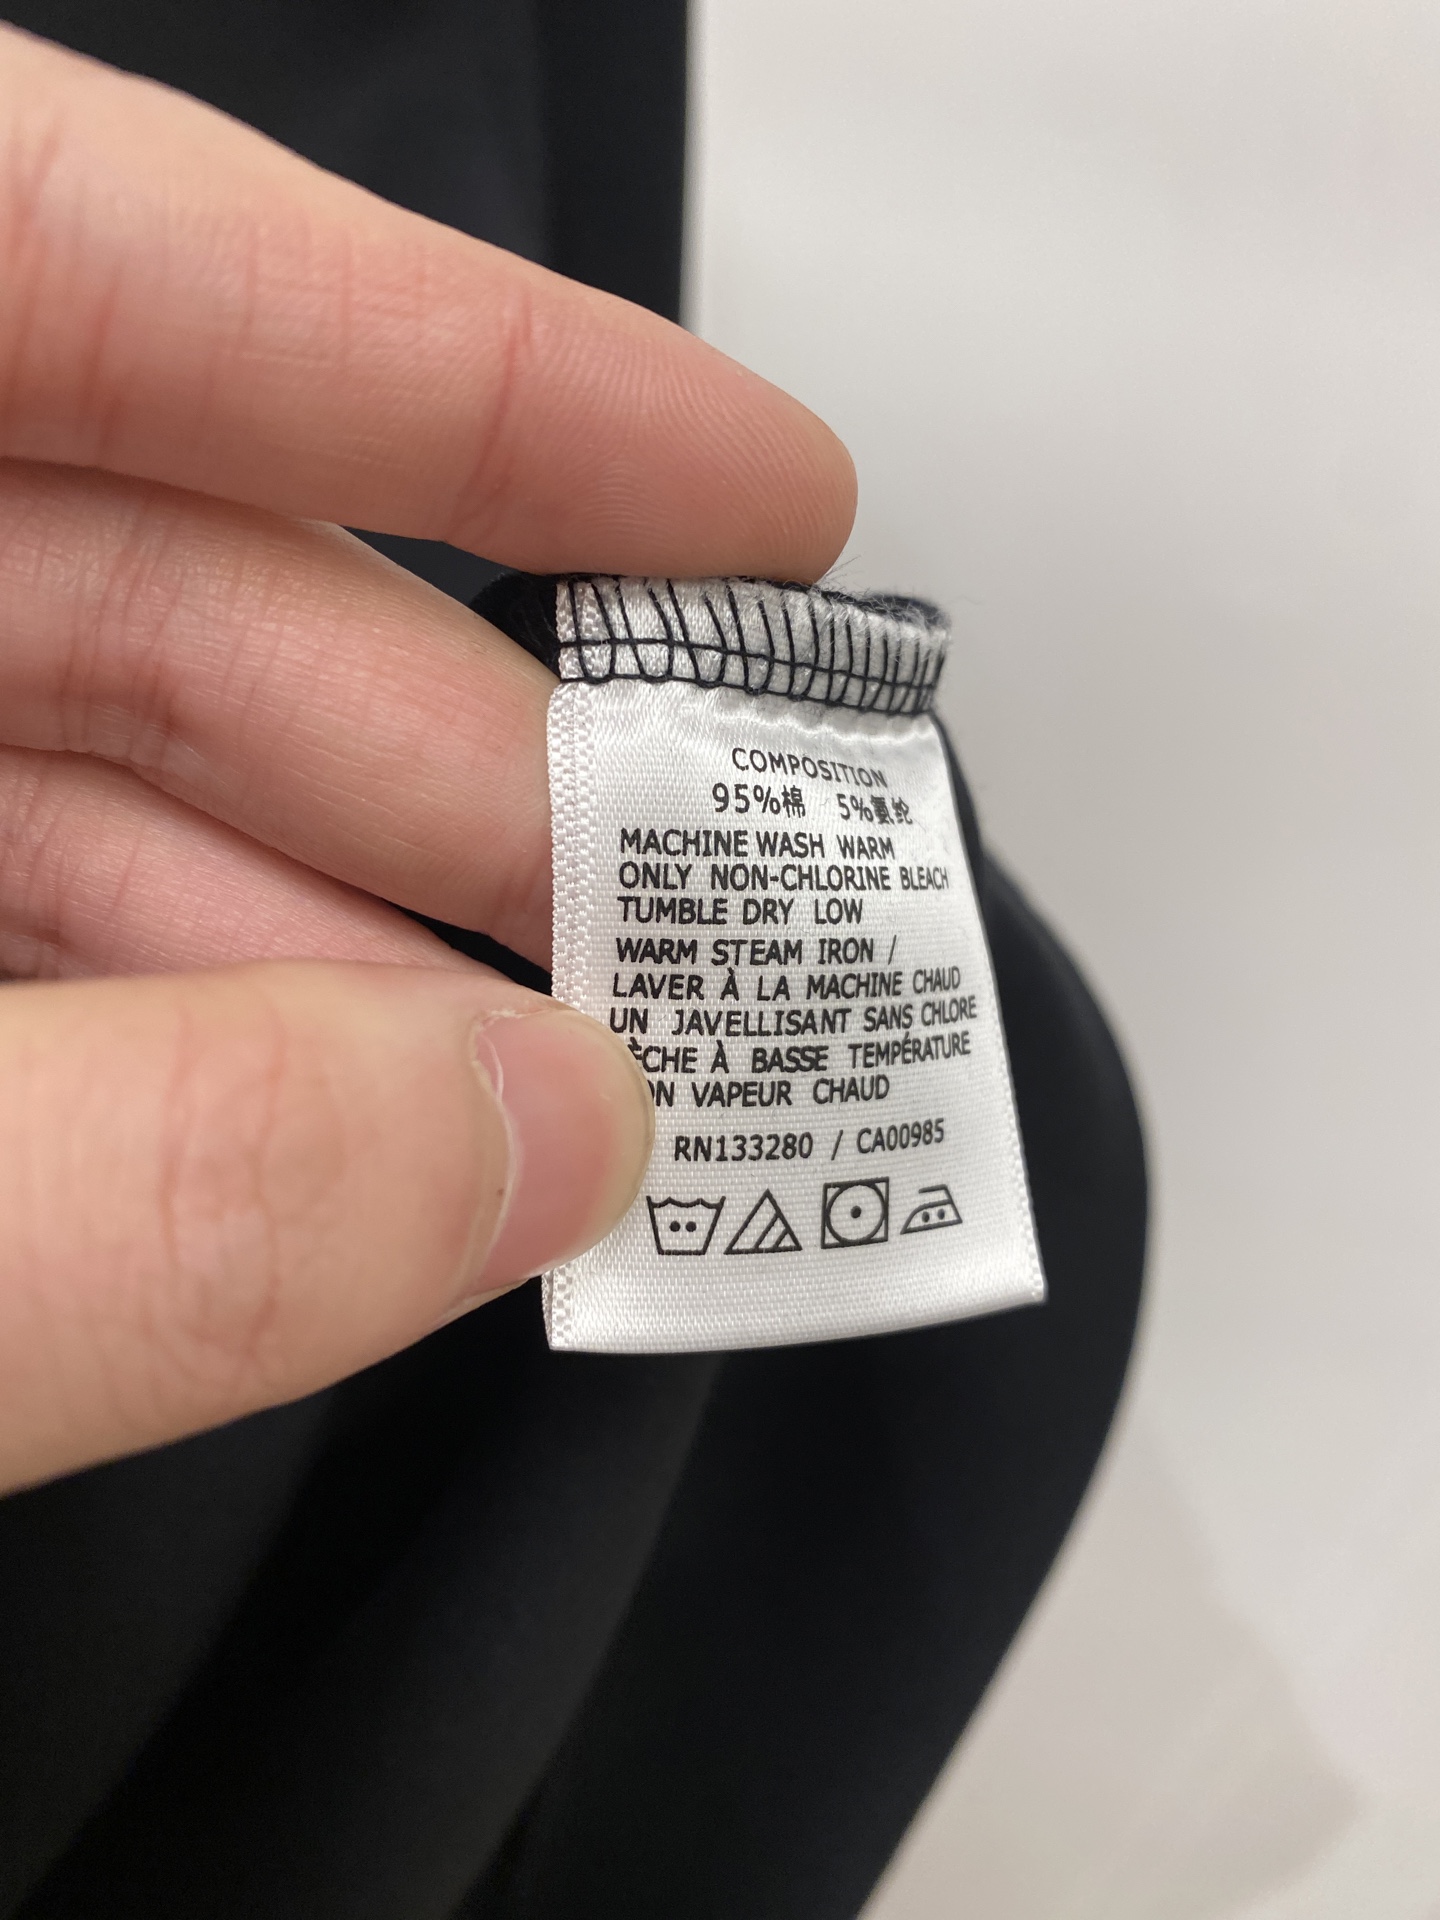 COMPOSITION
95%棉 5%氨纶
MACHINE WASH WARM
ONLY NON-CHLORINE BLEACH
TUMBLE DRY LOW
WARM STEAM IRON /
LAVER À LA MACHINE CHAUD
UN JAVELLISANT SANS CHLORE
ÈCHE À BASSE TEMPÉRATURE
ON VAPEUR CHAUD
RN133280 / CA00985